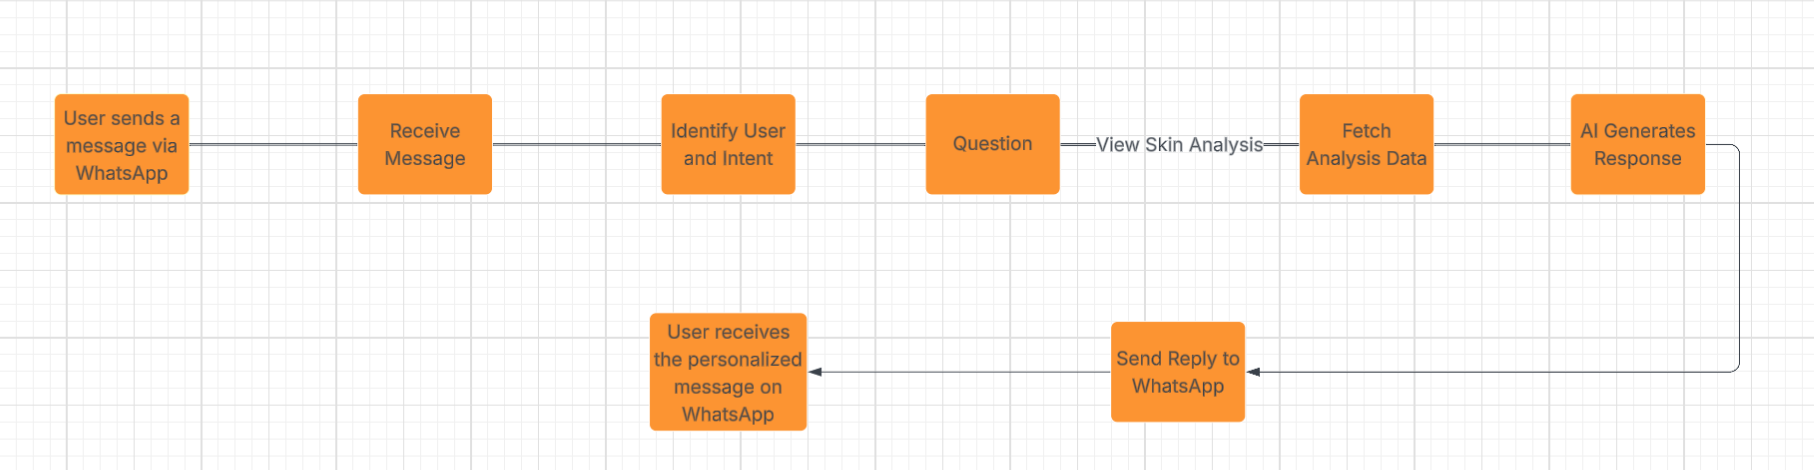 User sends a
message via
WhatsApp
Receive
Message
Identify User
and Intent
Question
View Skin Analysis
Fetch
Analysis Data
AI Generates
Response
User receives
the personalized
message on
WhatsApp
Send Reply to
WhatsApp